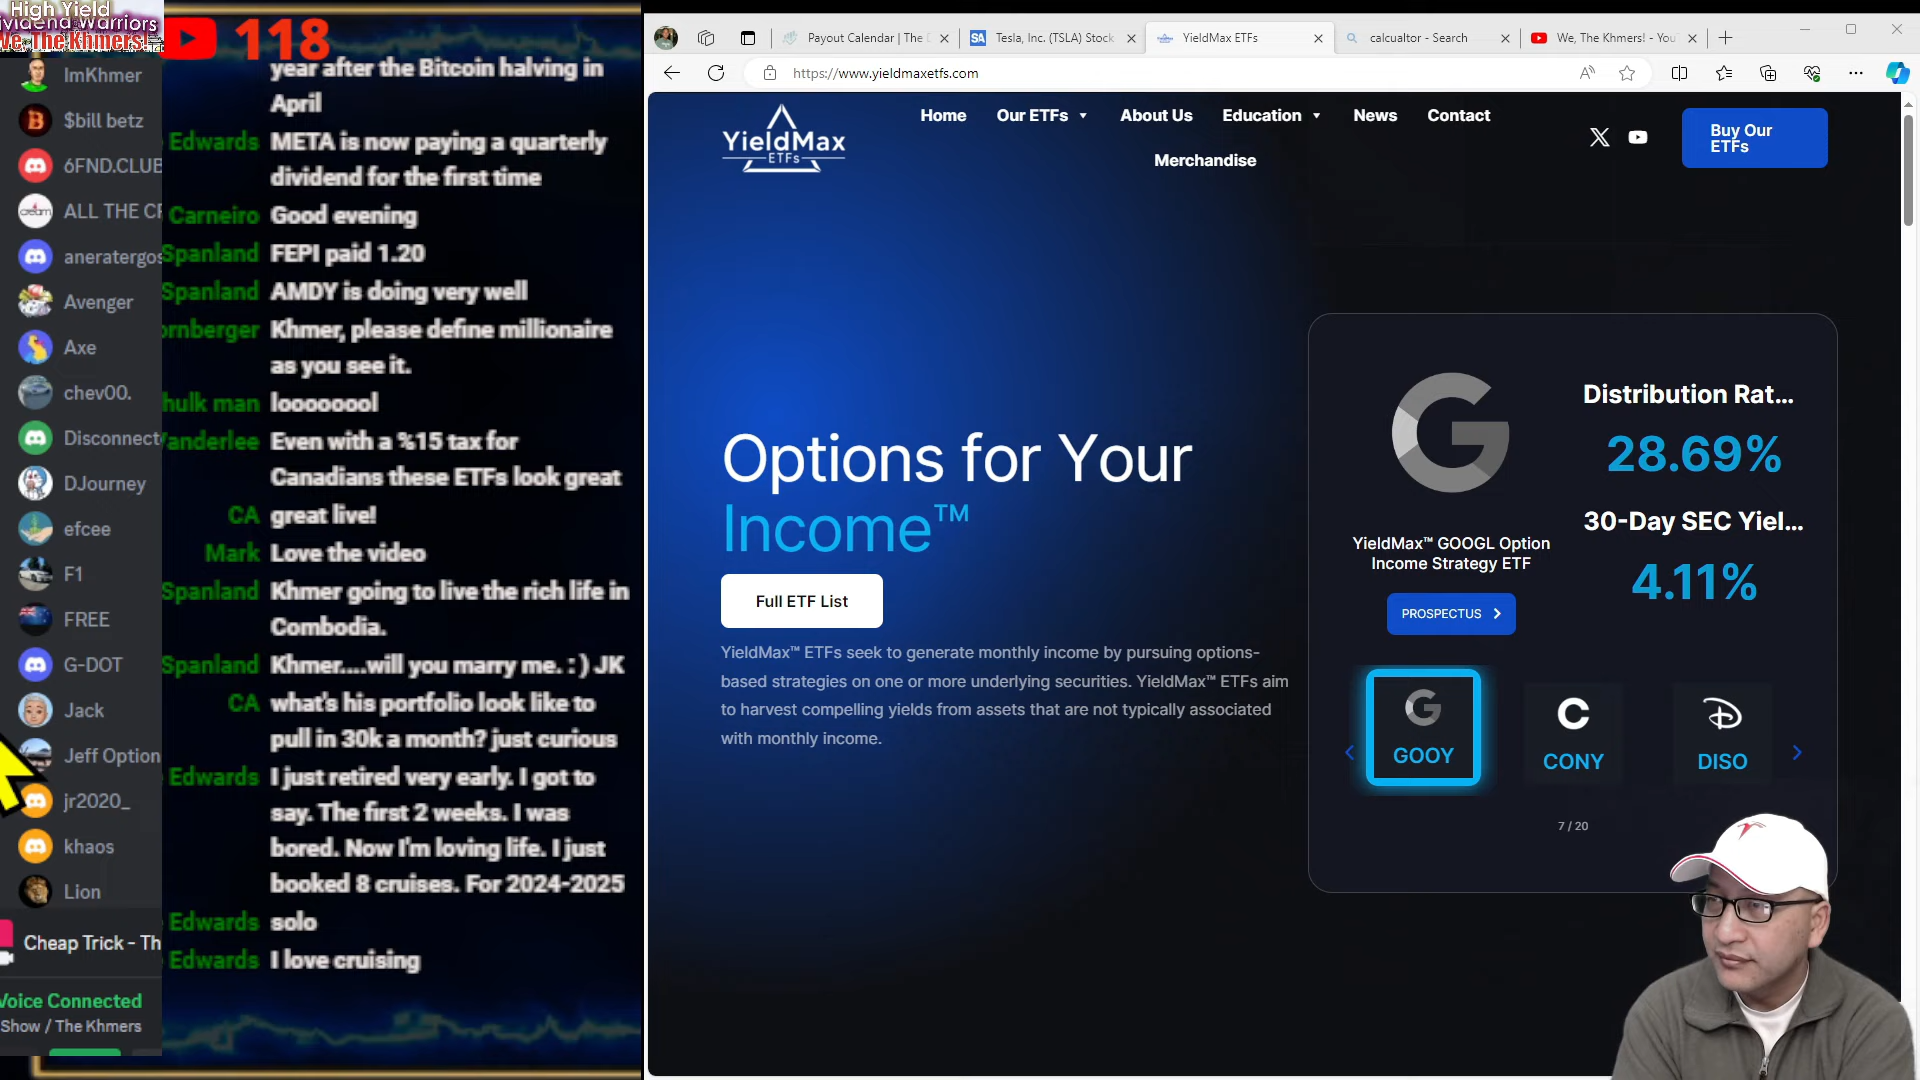 High Yield
Dividend Warriors
We, The Khmers!
118
ImKhmer
$bill betz
6FND.CLUB
ALL THE
aneratergos
Avenger
Axe
chev00.
Disconnect
DJourney
efcee
F1
FREE
G-DOT
Jack
Jeff Option
jr2020_
khaos
Lion
Cheap Trick - Th
Voice Connected
Show / The Khmers
year after the Bitcoin halving in
April
Edwards META is now paying a quarterly
dividend for the first time
Carneiro Good evening
Spanland FEPI paid 1.20
Spanland AMDY is doing very well
ornberger Khmer, please define millionaire
as you see it.
hulk man loooooool
Vanderlee Even with a %15 tax for
Canadians these ETFs look great
CA great live!
Mark Love the video
Spanland Khmer going to live the rich life in
Combodia.
Spanland Khmer....will you marry me. : ) JK
CA what's his portfolio look like to
pull in 30k a month? just curious
Edwards I just retired very early. I got to
say. The first 2 weeks. I was
bored. Now I'm loving life. I just
booked 8 cruises. For 2024-2025
Edwards solo
Edwards I love cruising
Payout Calendar | The
SA Tesla, Inc. (TSLA) Stock
YieldMax ETFs
calcualtor - Search
We, The Khmers! - You
https://www.yieldmaxetfs.com
YieldMax
ETFs
Home
Our ETFs
About Us
Education
News
Contact
Merchandise
Buy Our
ETFs
Options for Your
Income™
Full ETF List
YieldMax™ ETFs seek to generate monthly income by pursuing options-
based strategies on one or more underlying securities. YieldMax™ ETFs aim
to harvest compelling yields from assets that are not typically associated
with monthly income.
G
YieldMax™ GOOGL Option
Income Strategy ETF
PROSPECTUS
Distribution Rat...
28.69%
30-Day SEC Yiel...
4.11%
GOOY
CONY
DISO
7 / 20